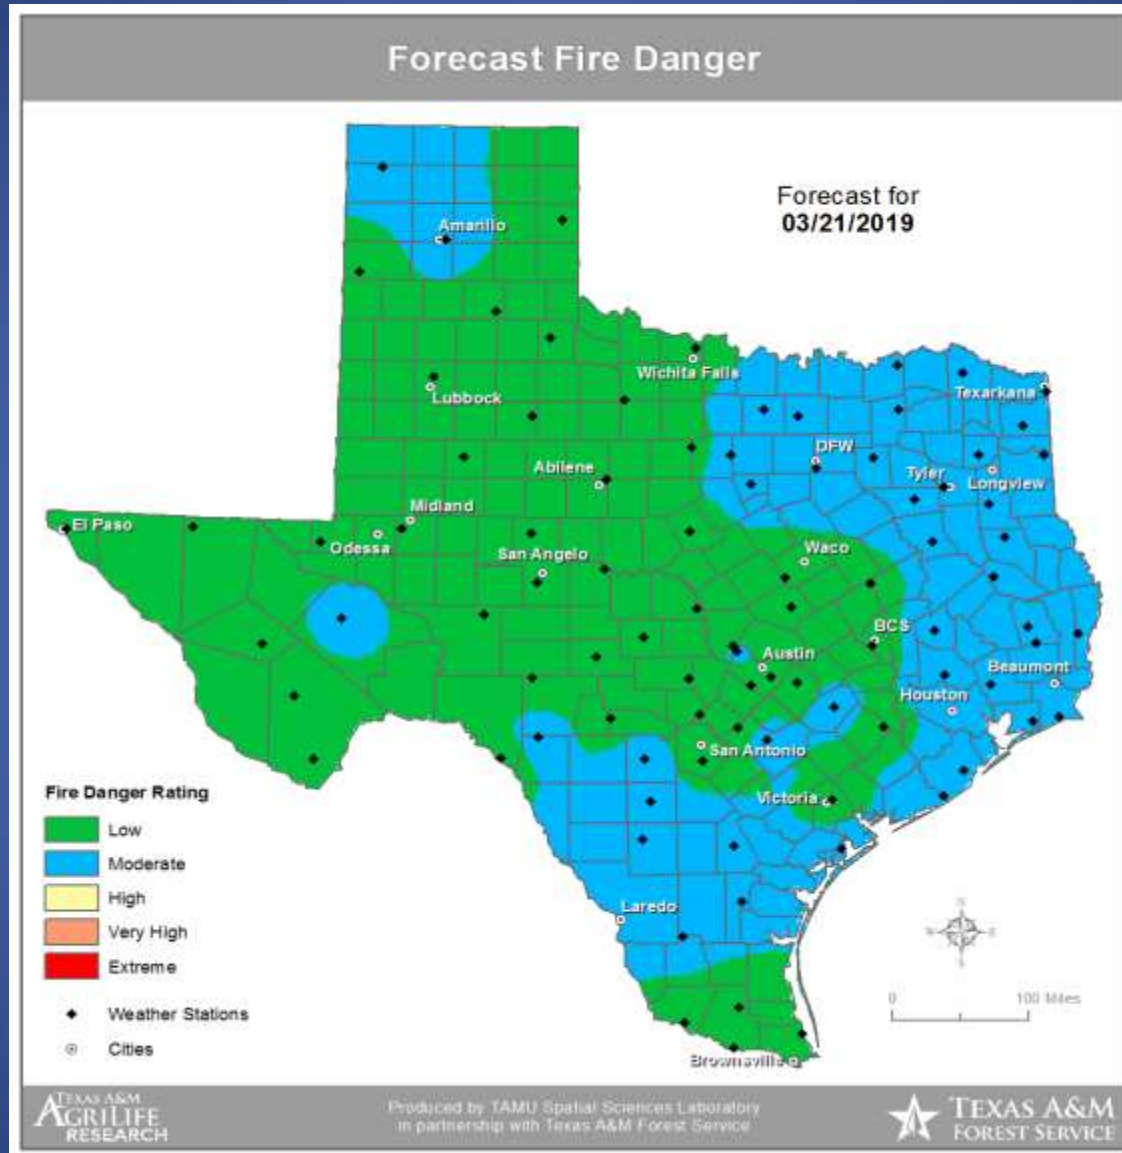 Forecast Fire Danger
Forecast for
03/21/2019
Amarillo
Wichita Falls
Lubbock
Texarkana
DFW
Abilene
Tyler
Longview
Midland
El Paso
Odessa
Waco
San Angelo
BCS
Austin
Beaumont
Houston
San Antonio
Victoria
Laredo
Brownsville
Fire Danger Rating
Low
Moderate
High
Very High
Extreme
Weather Stations
Cities
N
W E
S
0 100 Miles
TEXAS A&M
AGRILIFE
RESEARCH
Produced by TAMU Spatial Sciences Laboratory
in partnership with Texas A&M Forest Service
TEXAS A&M
FOREST SERVICE